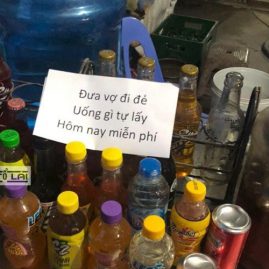 Đưa vợ đi đẻ
Uống gì tự lấy
Hôm nay miễn phí